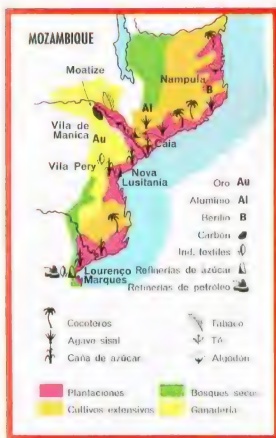 MOZAMBIQUE
Moatize
Nampula
B
Al
Vila de
Manica
Au
Caia
Vila Pery
Nova
Lusitania
Oro Au
Aluminio Al
Berilio B
Carbón
Ind. textiles
Refinerías de azúcar
Lourenço
Marques
Refinerías de petróleo
Cocoteros
Tabaco
Agave sisal
Té
Caña de azúcar
Algodón
Plantaciones
Bosques secos
Cultivos extensivos
Ganadería